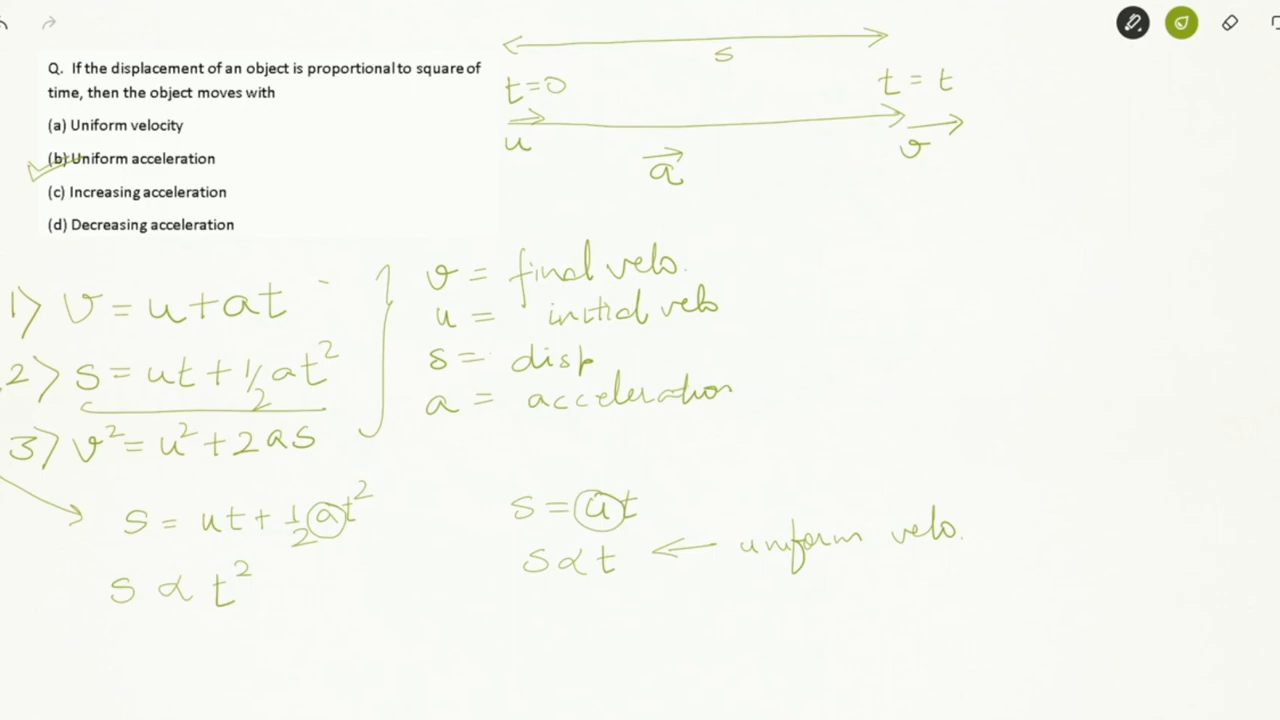 Q. If the displacement of an object is proportional to square of
time, then the object moves with
(a) Uniform velocity
(b) Uniform acceleration
(c) Increasing acceleration
(d) Decreasing acceleration
s
t=0
t = t
u
v
a
1) v = u+at
2) s = ut + 1/2 at²
3) v² = u² + 2as
v = final velo.
u = initial velo
s = disp
a = acceleration
s = ut + 1/2 at²
s ∝ t²
s = ut
s ∝ t ← uniform velo.